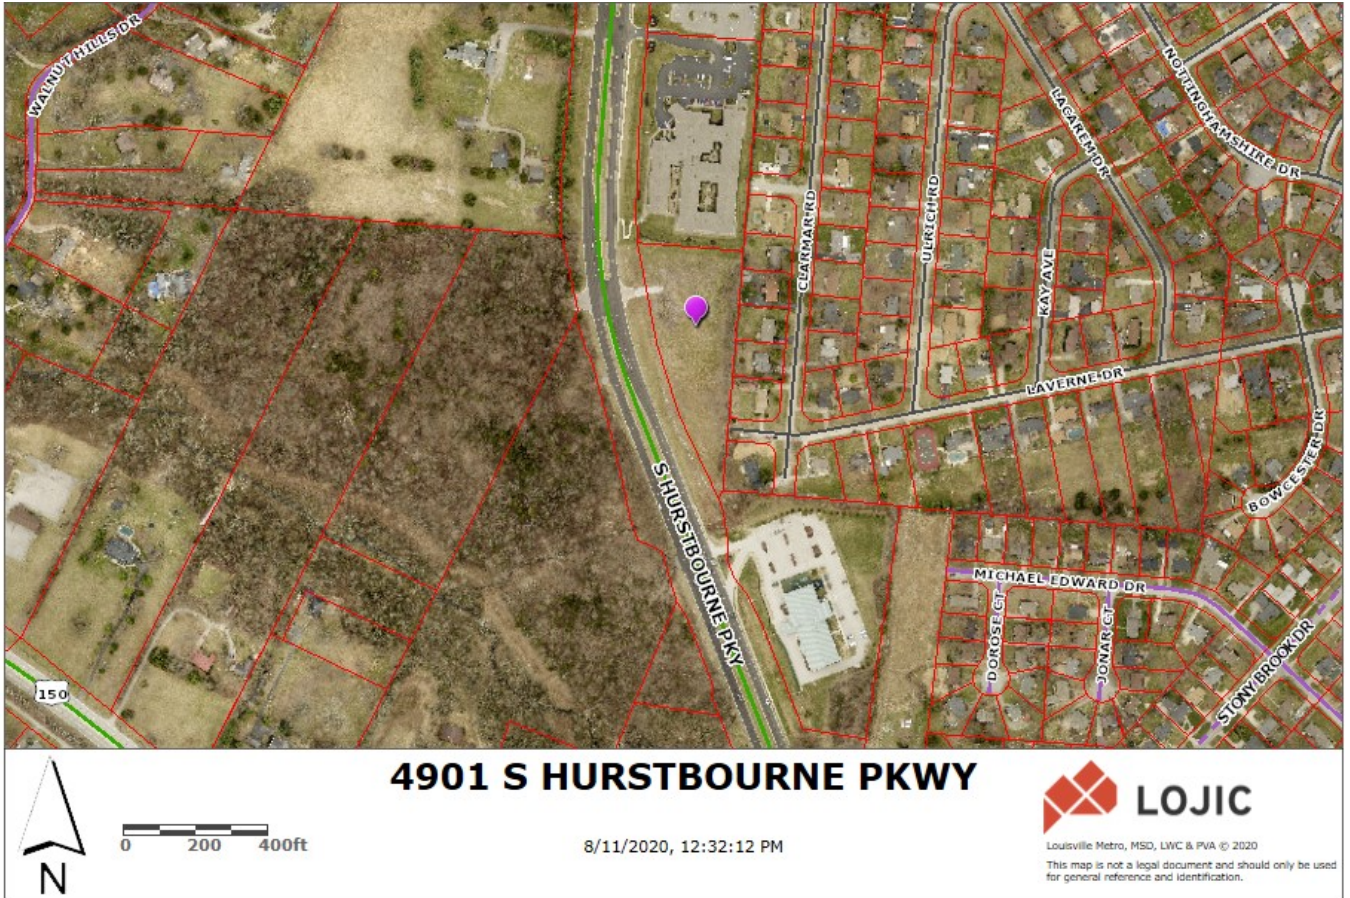 WALNUT HILLS DR
NOTTINGHAMSHIRE DR
LAGAREM DR
CLARMAR RD
ULRICH RD
KAY AVE
LAVERNE DR
BOWCESTER DR
S HURSTBOURNE PKY
MICHAEL EDWARD DR
DOROSE CT
JONAR CT
STONY BROOK DR
150
4901 S HURSTBOURNE PKWY
LOJIC
0 200 400ft
8/11/2020, 12:32:12 PM
Louisville Metro, MSD, LWC & PVA © 2020
This map is not a legal document and should only be used
for general reference and identification.
N